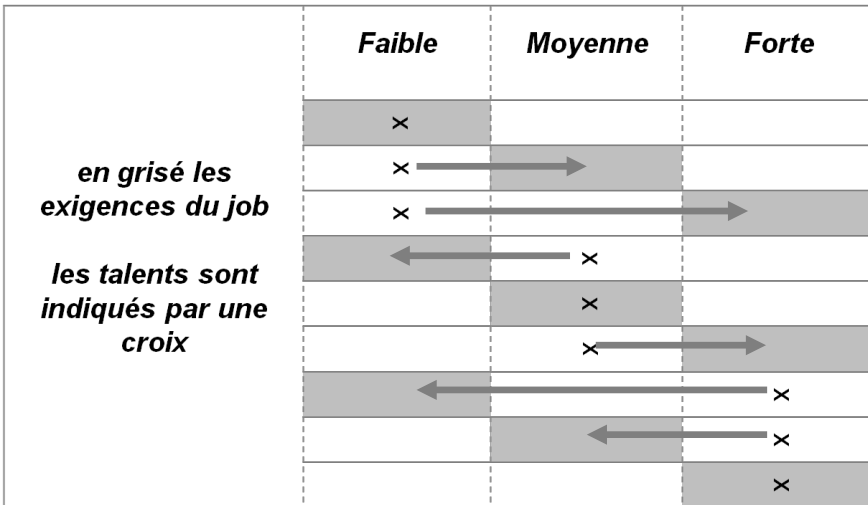 Faible Moyenne Forte
en grisé les
exigences du job
les talents sont
indiqués par une
croix
x
x
x
x
x
x
x
x
x